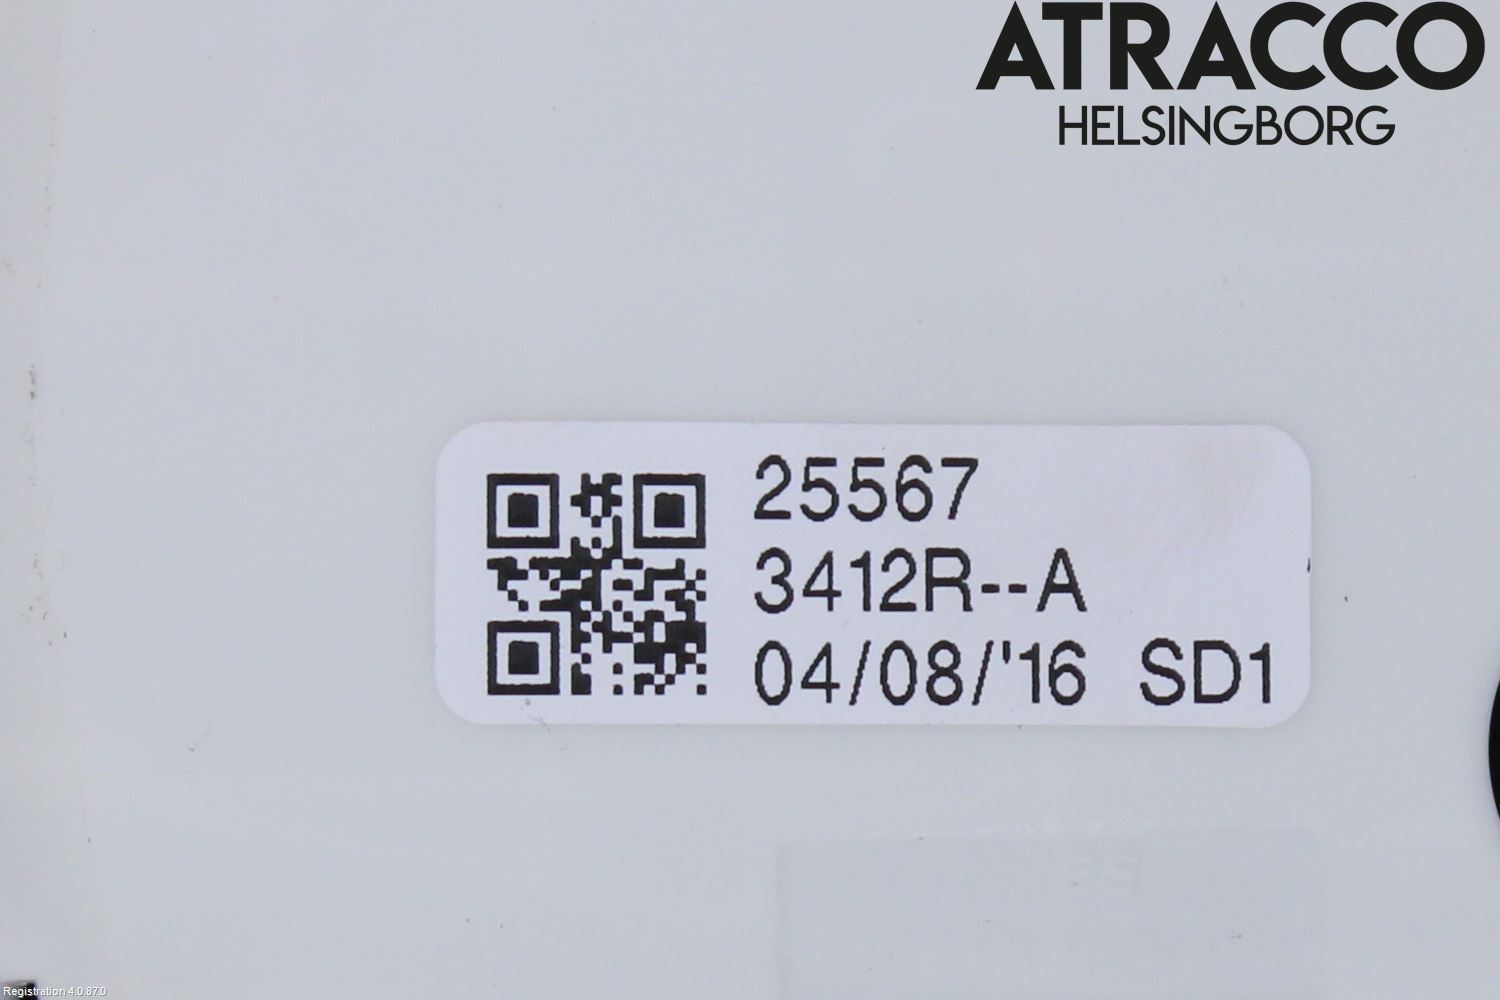 ATRACCO
HELSINGBORG
25567
3412R--A
04/08/'16 SD1
Registration 4.0.87.0